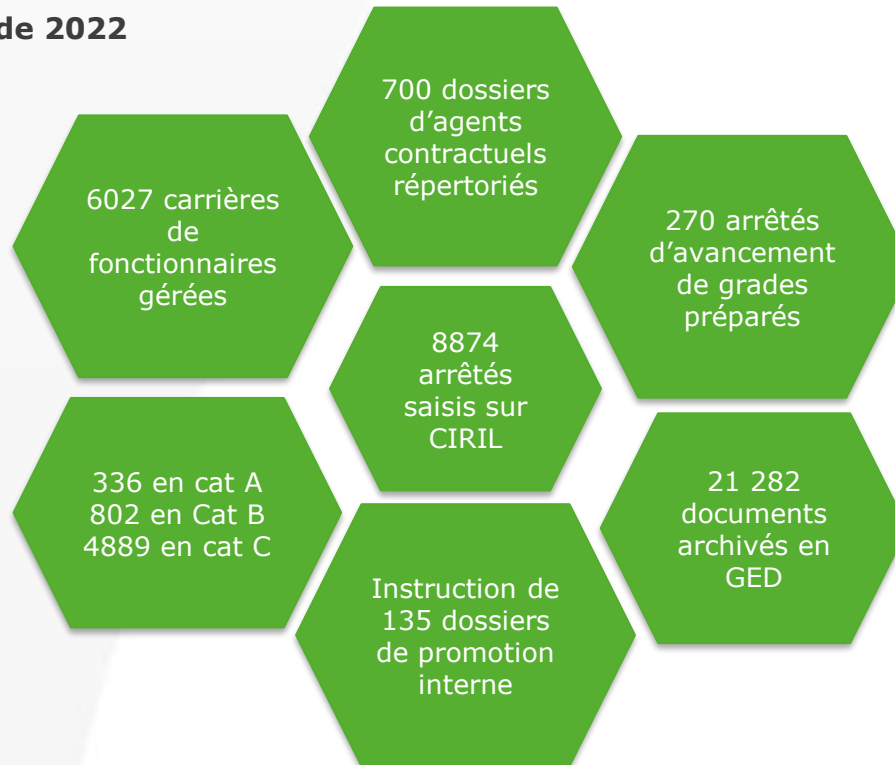 de 2022
700 dossiers
d’agents
contractuels
répertoriés
6027 carrières
de
fonctionnaires
gérées
270 arrêtés
d’avancement
de grades
préparés
8874
arrêtés
saisis sur
CIRIL
336 en cat A
802 en Cat B
4889 en cat C
21 282
documents
archivés en
GED
Instruction de
135 dossiers
de promotion
interne